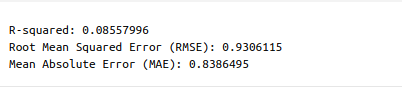 R-squared: 0.08557996
Root Mean Squared Error (RMSE): 0.9306115
Mean Absolute Error (MAE): 0.8386495